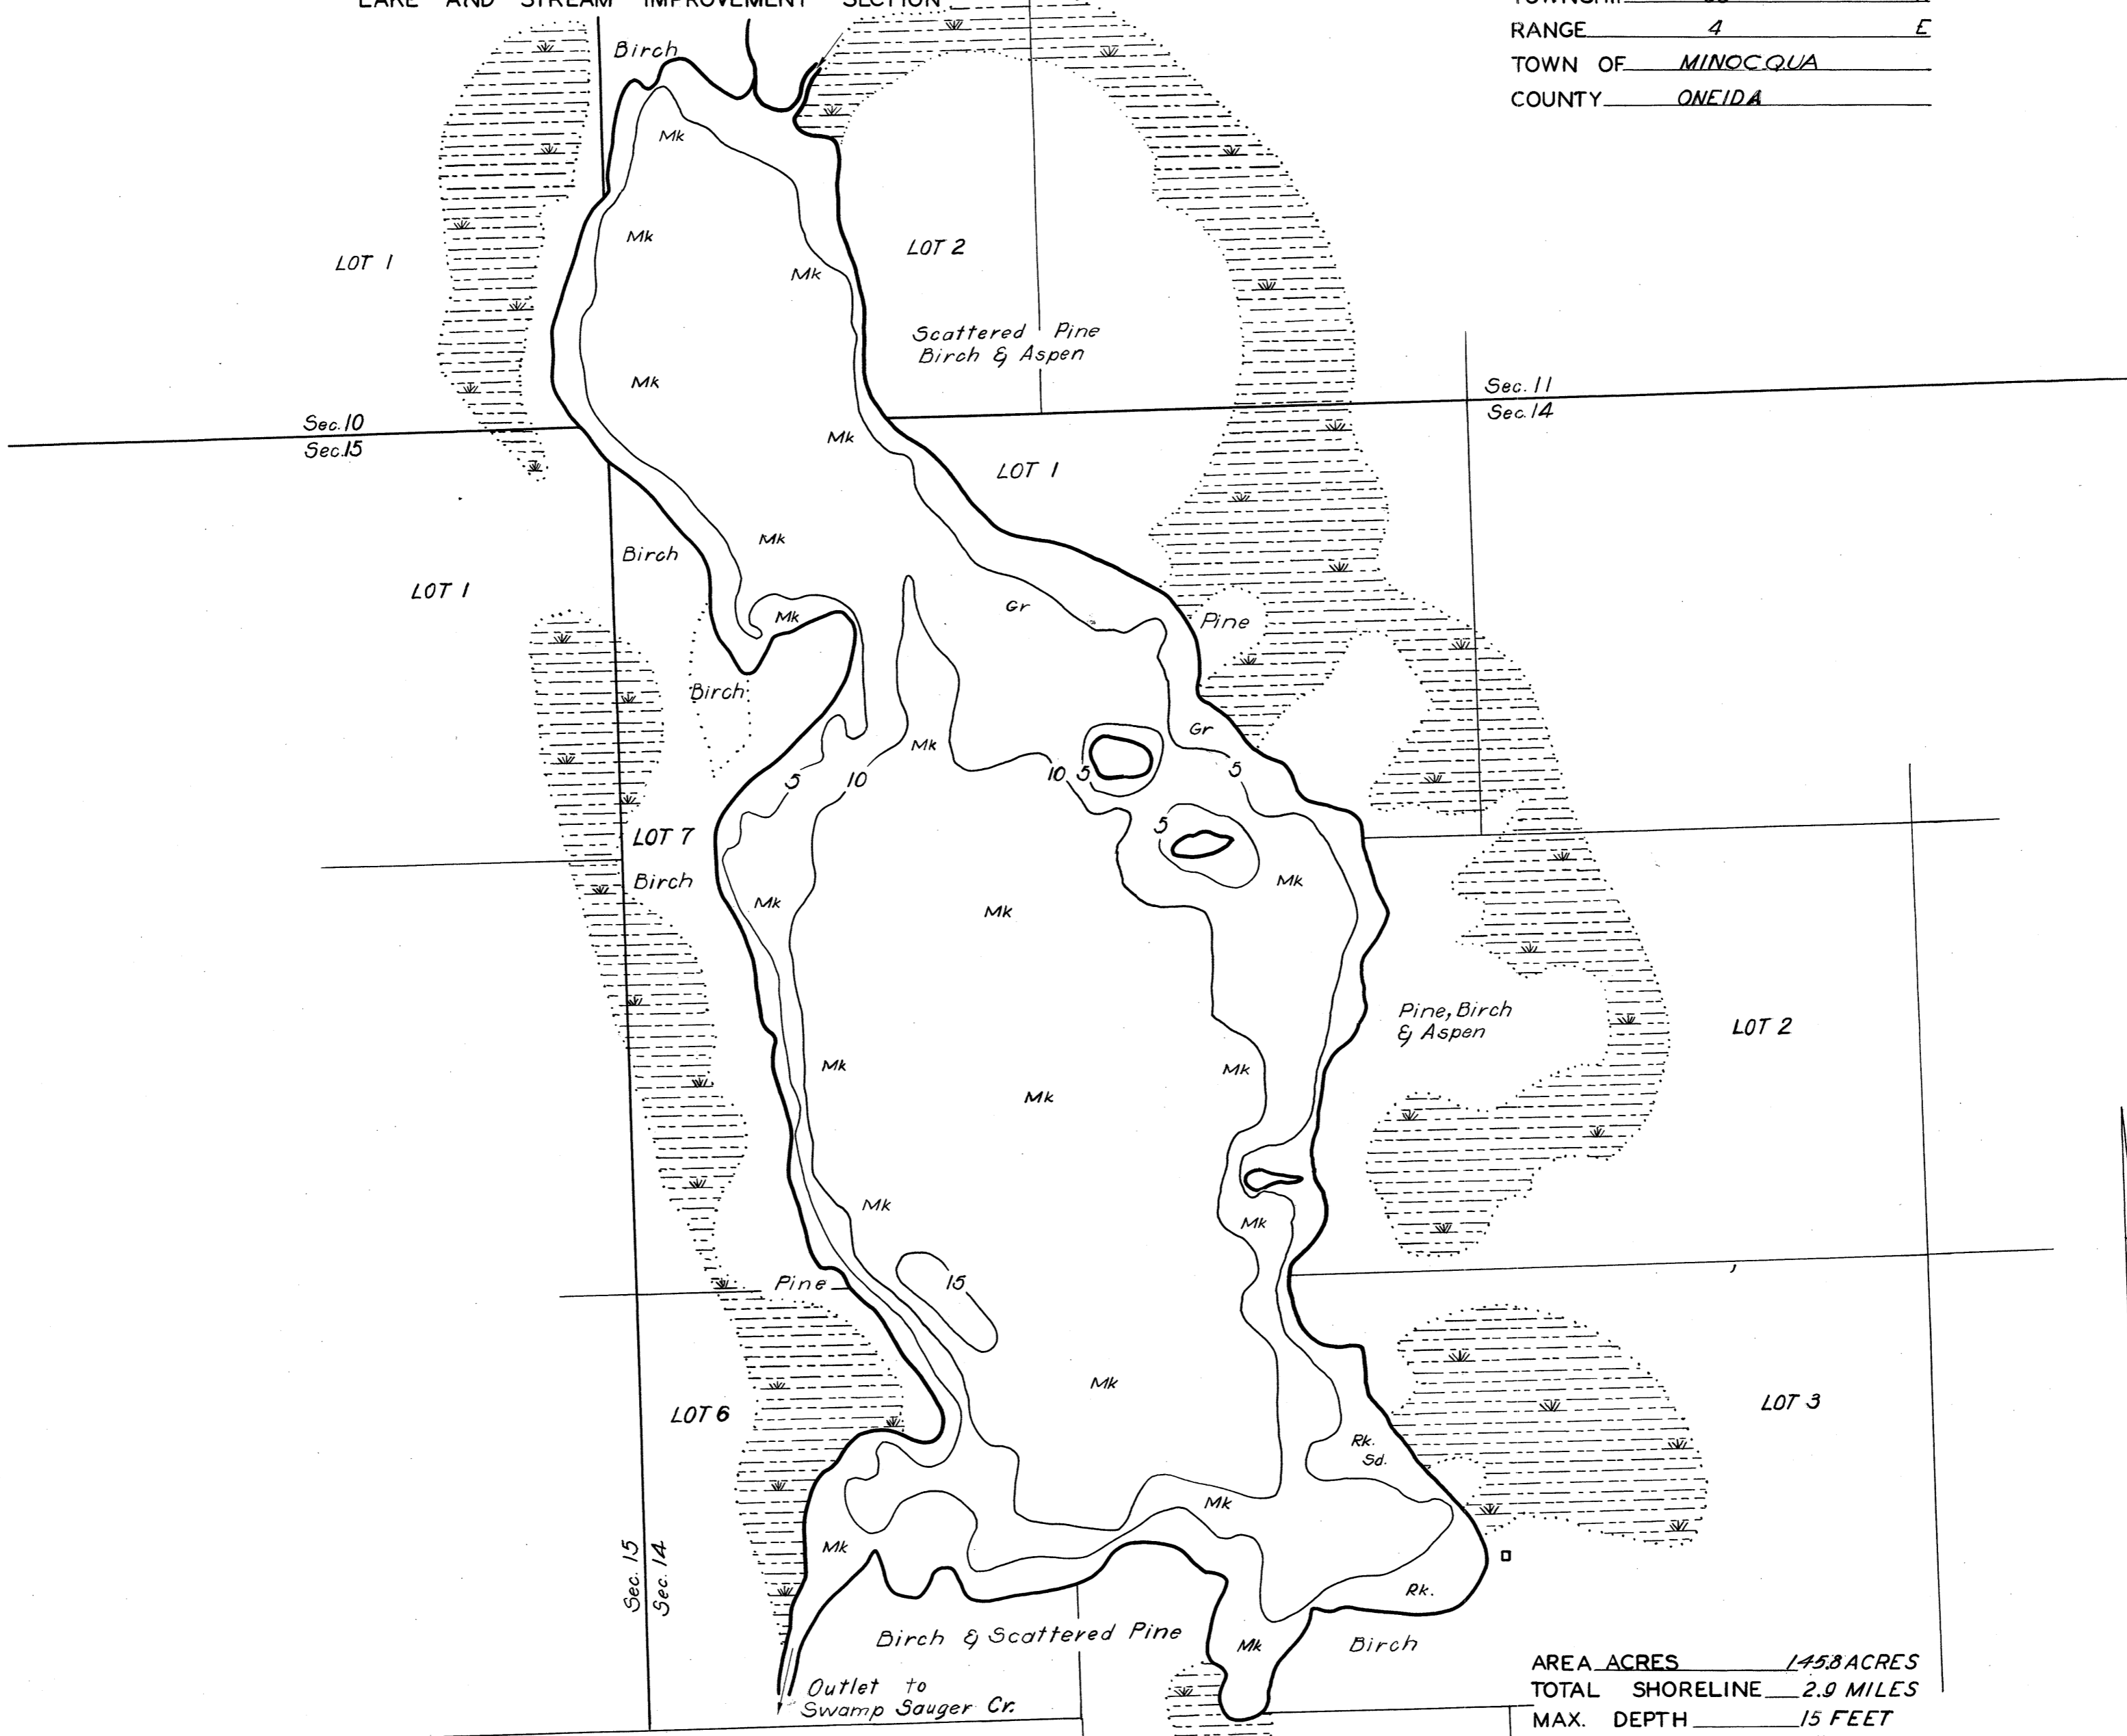 LAKE AND STREAM IMPROVEMENT SECTION
RANGE 4 E
TOWN OF MINOCQUA
COUNTY ONEIDA
Birch
Mk
Mk
Mk
LOT 1
LOT 2
Scattered Pine
Birch & Aspen
Mk
Sec. 10
Sec. 15
Sec. 11
Sec. 14
Mk
LOT 1
Mk
Birch
LOT 1
Mk
Gr
Pine
Birch
Gr
Mk
5
10
10
5
5
5
LOT 7
Birch
Mk
Mk
Mk
Pine, Birch
& Aspen
LOT 2
Mk
Mk
Mk
Mk
Mk
Pine
15
Mk
LOT 6
LOT 3
Rk.
Sd.
Mk
Mk
Sec. 15
Sec. 14
Rk.
Birch & Scattered Pine
Mk
Birch
Outlet to
Swamp Sauger Cr.
AREA ACRES 145.8 ACRES
TOTAL SHORELINE 2.9 MILES
MAX. DEPTH 15 FEET